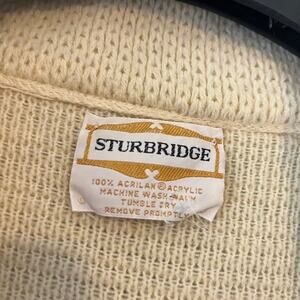 STURBRIDGE
100% ACRILAN® ACRYLIC
MACHINE WASH WARM
TUMBLE DRY
REMOVE PROMPTLY